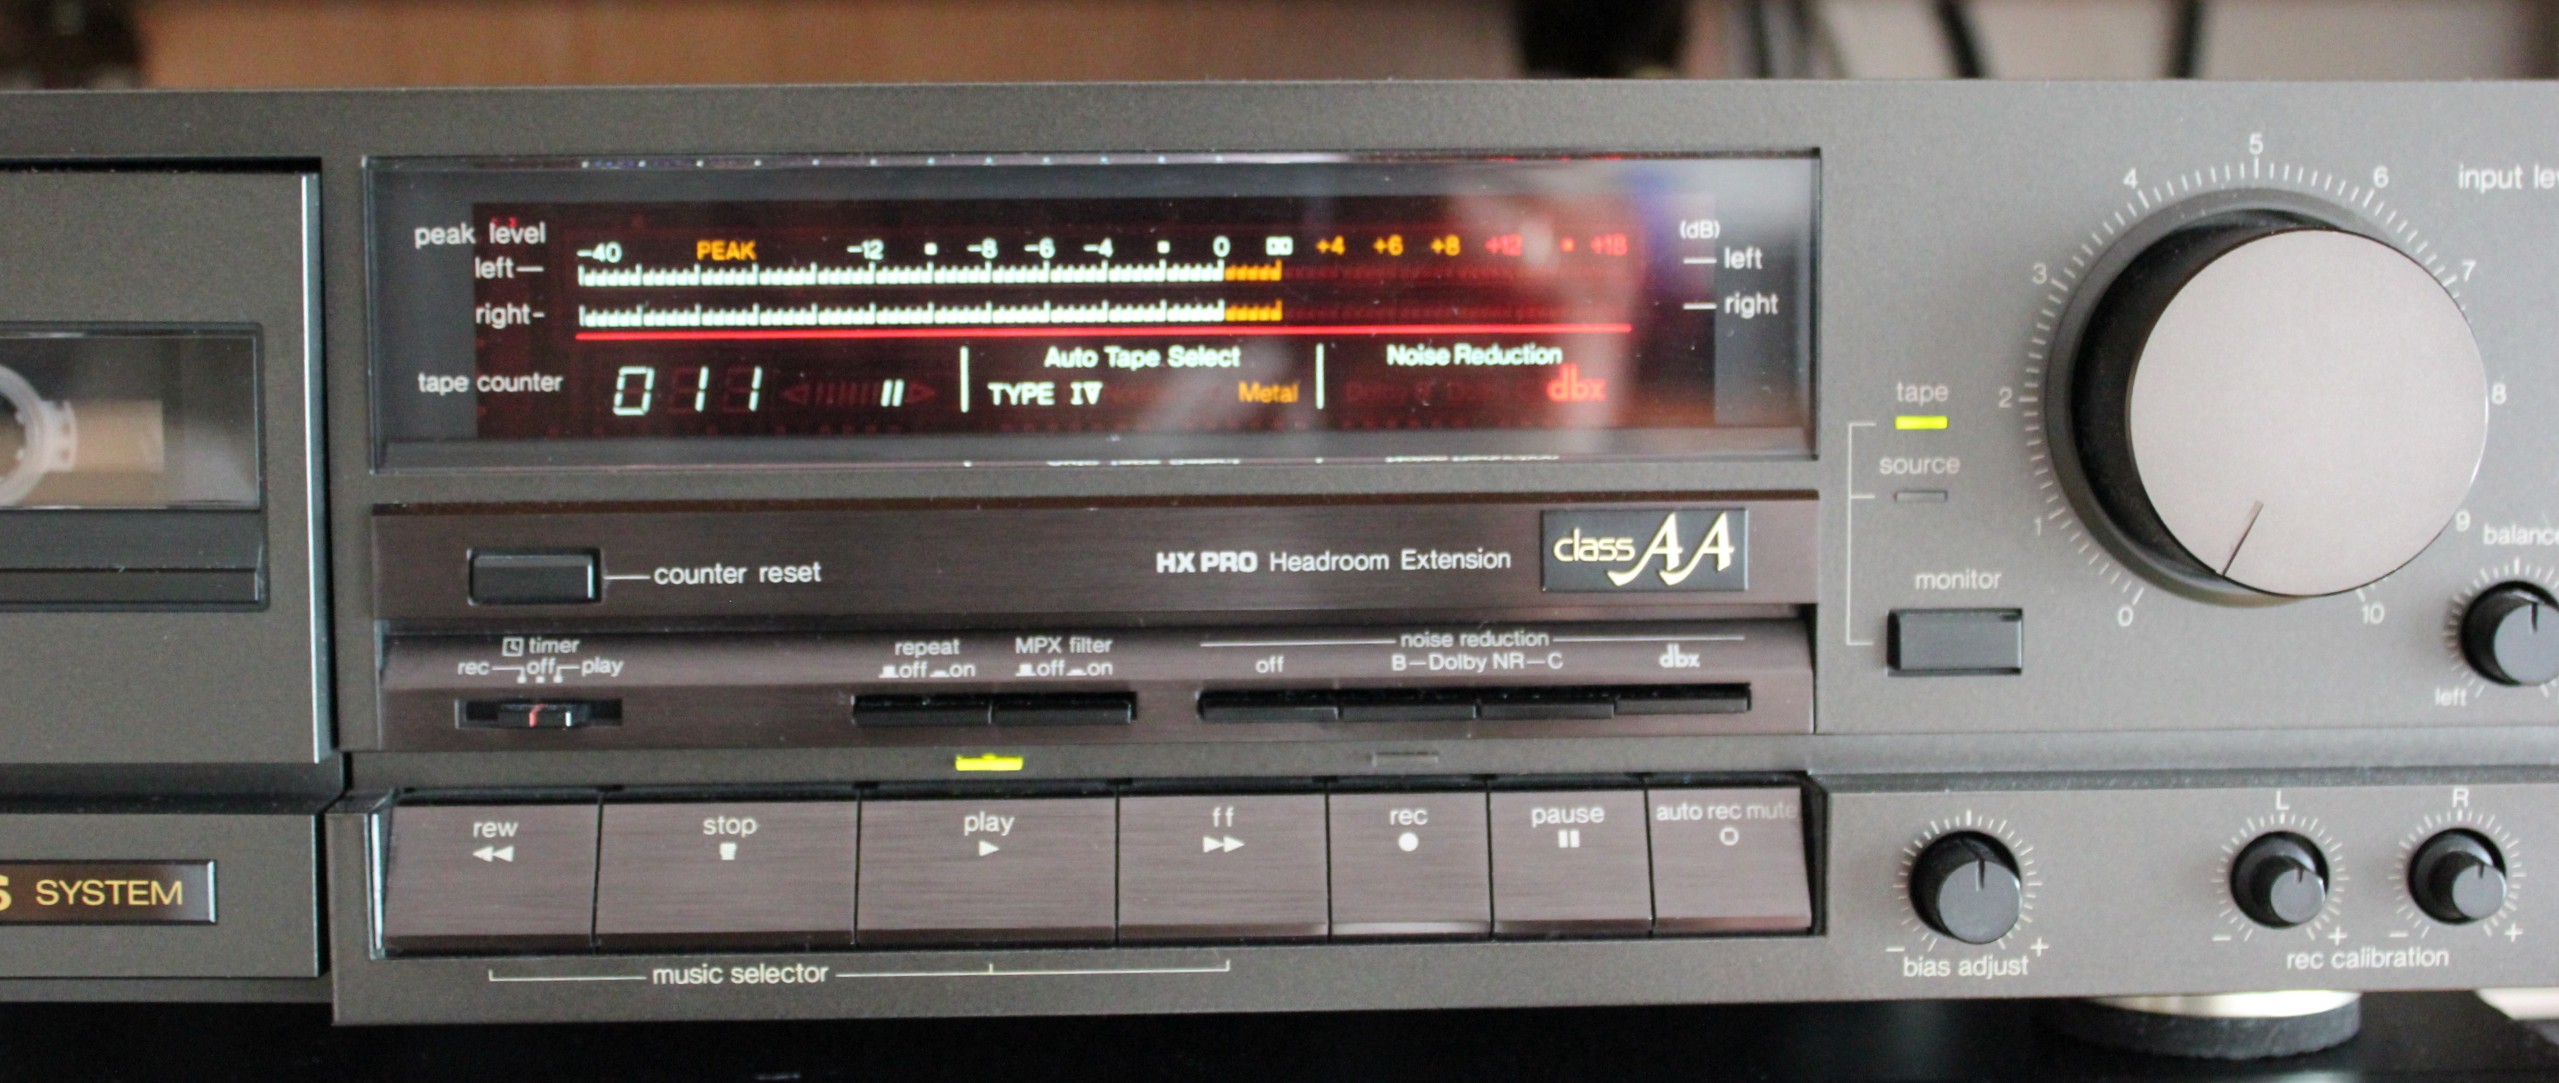 5
4 6
input
3 7
2 8
1 9
0 10
peak level
-40 PEAK -12 -8 -6 -4 0 +4 +6 +8 +12 +18 (dB)
left left
right right
Auto Tape Select Noise Reduction
tape counter 011 TYPE IV Metal dbx
tape
source
monitor
balance
left
counter reset HX PRO Headroom Extension class AA
timer repeat MPX filter noise reduction
rec off play off on off on off B-Dolby NR-C dbx
rew stop play ff rec pause auto rec mute
music selector
SYSTEM
- bias adjust +
L R
- + - +
rec calibration